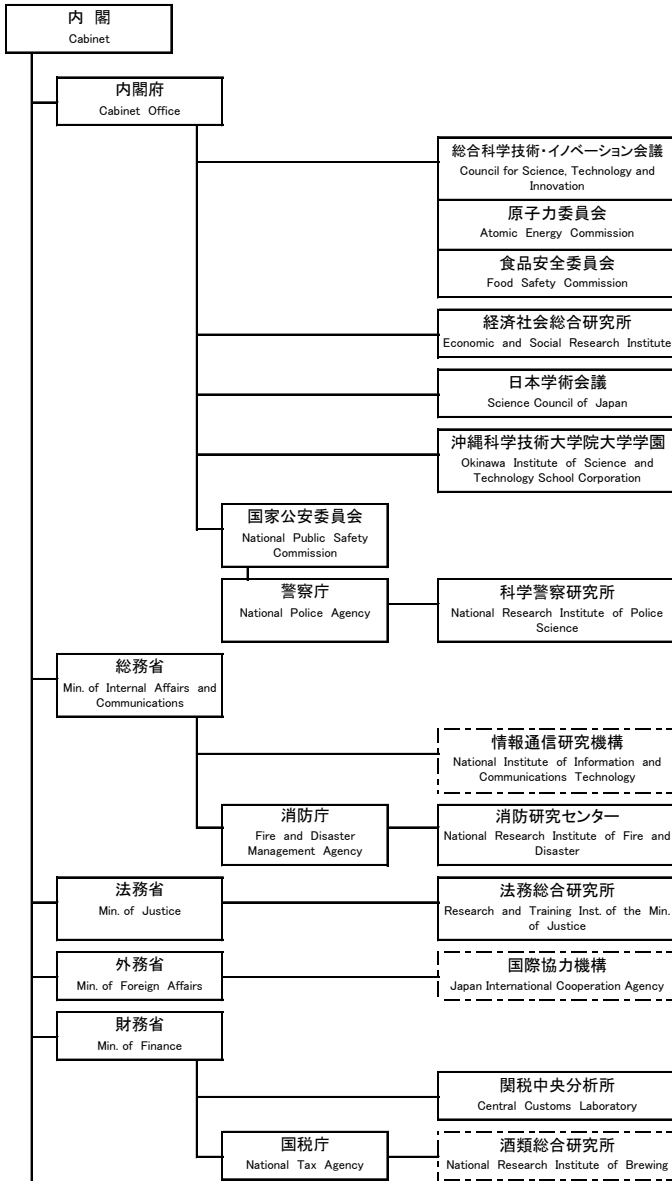 内 閣
Cabinet
内閣府
Cabinet Office
総合科学技術・イノベーション会議
Council for Science, Technology and
Innovation
原子力委員会
Atomic Energy Commission
食品安全委員会
Food Safety Commission
経済社会総合研究所
Economic and Social Research Institute
日本学術会議
Science Council of Japan
沖縄科学技術大学院大学学園
Okinawa Institute of Science and
Technology School Corporation
国家公安委員会
National Public Safety
Commission
警察庁
National Police Agency
科学警察研究所
National Research Institute of Police
Science
総務省
Min. of Internal Affairs and
Communications
情報通信研究機構
National Institute of Information and
Communications Technology
消防庁
Fire and Disaster
Management Agency
消防研究センター
National Research Institute of Fire and
Disaster
法務省
Min. of Justice
法務総合研究所
Research and Training Inst. of the Min.
of Justice
外務省
Min. of Foreign Affairs
国際協力機構
Japan International Cooperation Agency
財務省
Min. of Finance
関税中央分析所
Central Customs Laboratory
国税庁
National Tax Agency
酒類総合研究所
National Research Institute of Brewing